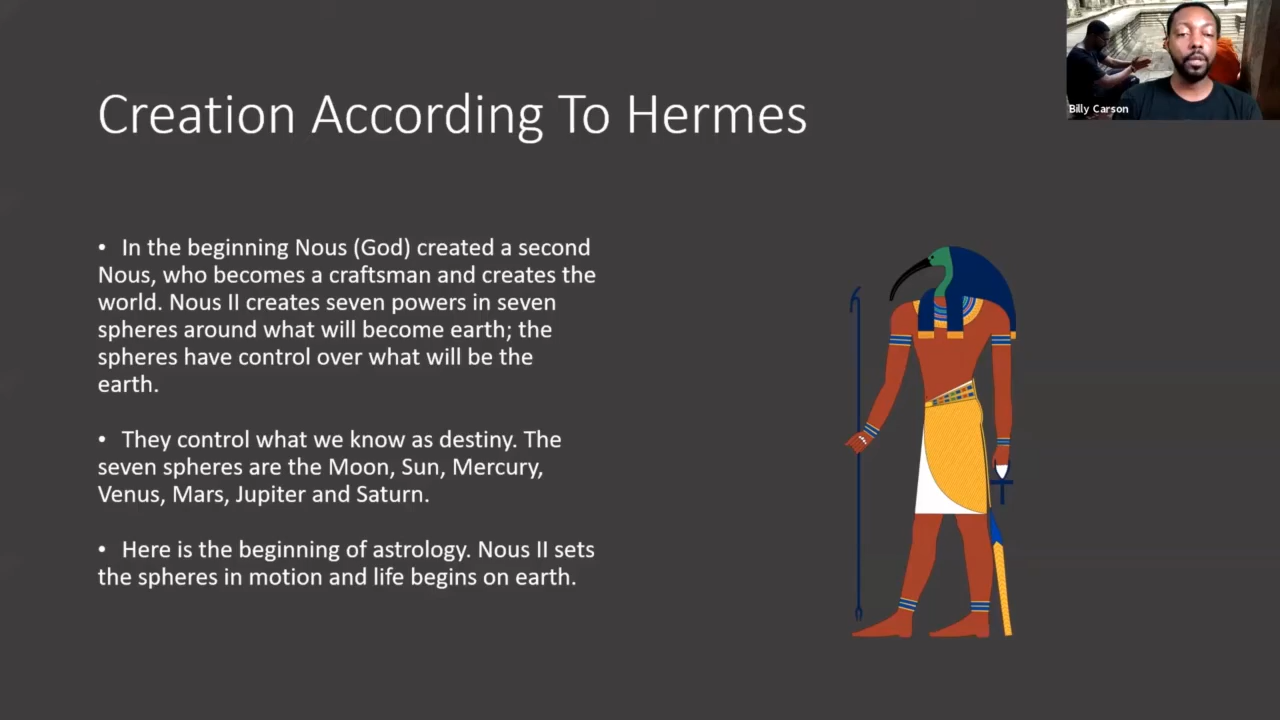 Creation According To Hermes
Billy Carson
• In the beginning Nous (God) created a second
Nous, who becomes a craftsman and creates the
world. Nous II creates seven powers in seven
spheres around what will become earth; the
spheres have control over what will be the
earth.
• They control what we know as destiny. The
seven spheres are the Moon, Sun, Mercury,
Venus, Mars, Jupiter and Saturn.
• Here is the beginning of astrology. Nous II sets
the spheres in motion and life begins on earth.